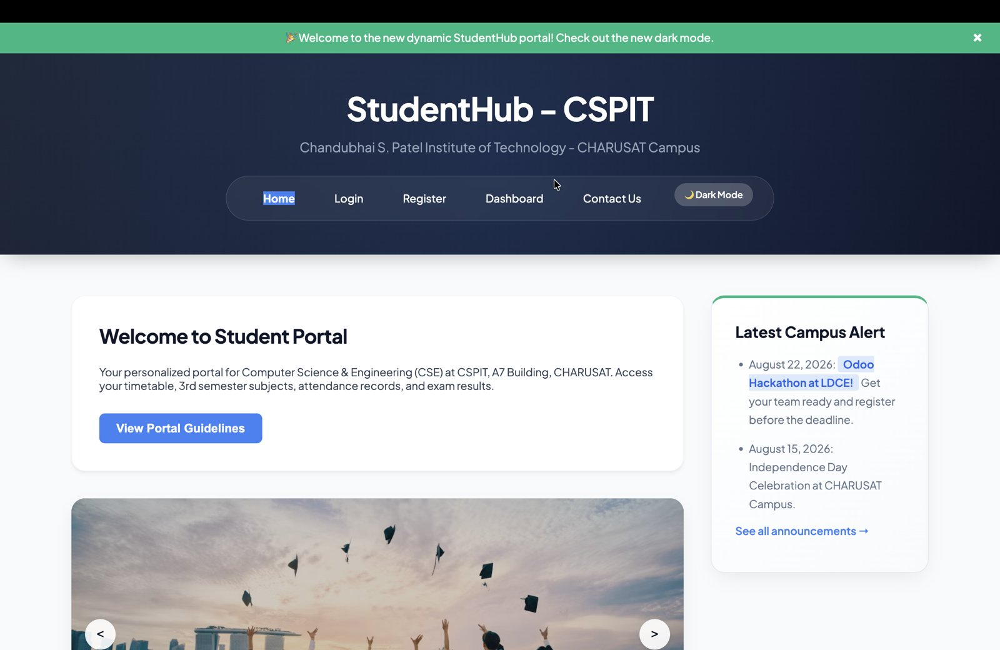 🎉 Welcome to the new dynamic StudentHub portal! Check out the new dark mode.
✖
StudentHub – CSPIT
Chandubhai S. Patel Institute of Technology - CHARUSAT Campus
Home
Login
Register
Dashboard
Contact Us
🌙 Dark Mode
Welcome to Student Portal
Your personalized portal for Computer Science & Engineering (CSE) at CSPIT, A7 Building, CHARUSAT. Access
your timetable, 3rd semester subjects, attendance records, and exam results.
View Portal Guidelines
<
>
Latest Campus Alert
• August 22, 2026: Odoo
Hackathon at LDCE! Get
your team ready and register
before the deadline.
• August 15, 2026:
Independence Day
Celebration at CHARUSAT
Campus.
See all announcements →